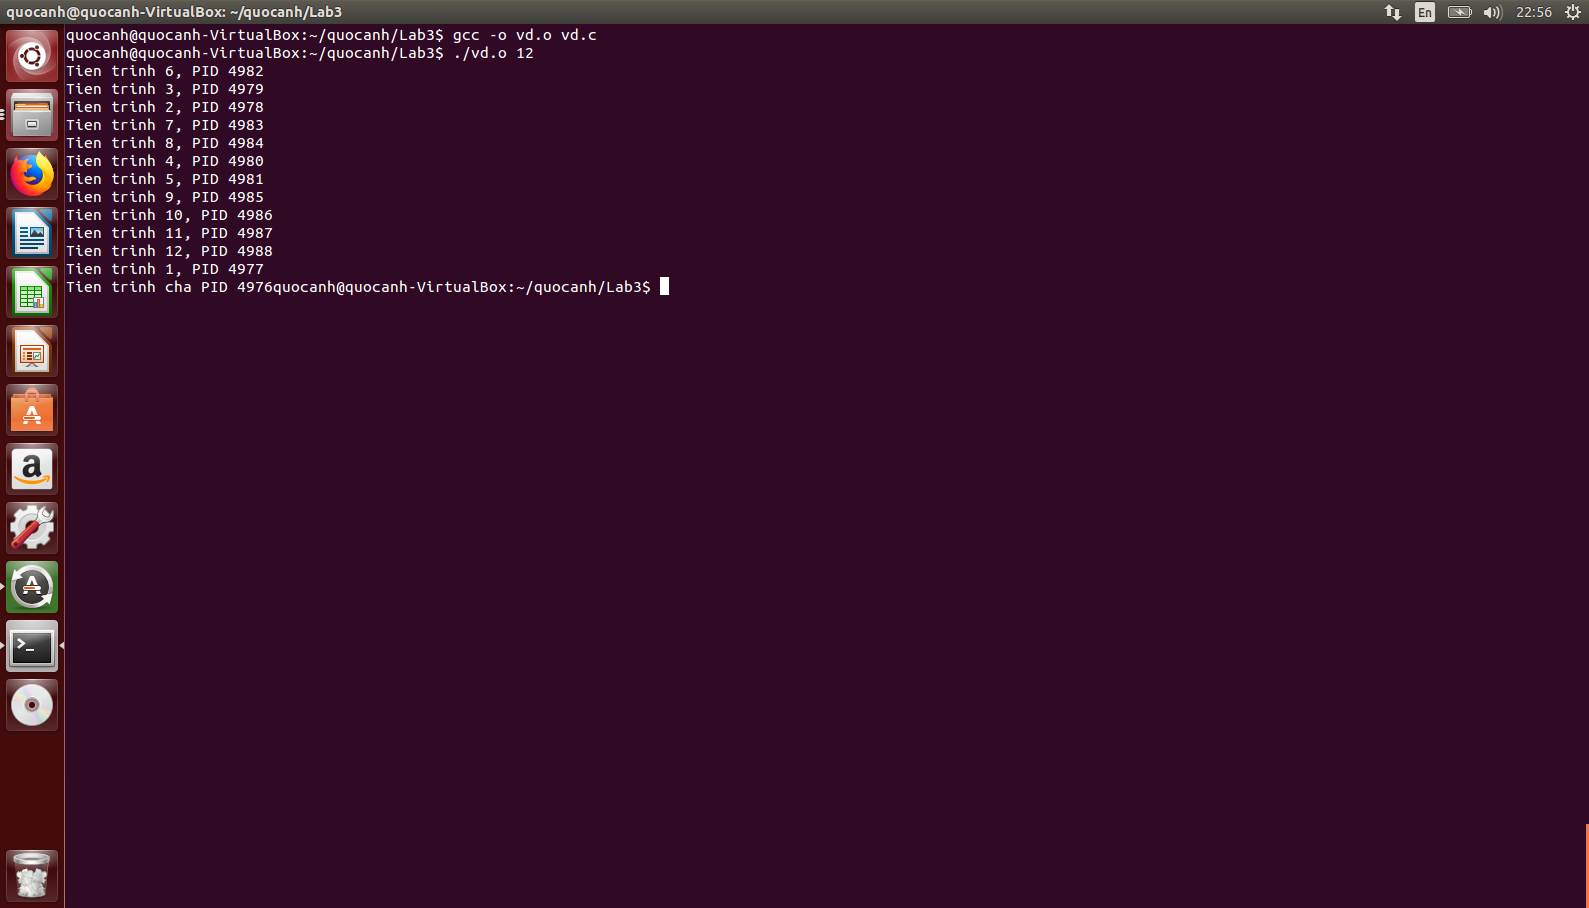 quocanh@quocanh-VirtualBox: ~/quocanh/Lab3
En
22:56
quocanh@quocanh-VirtualBox:~/quocanh/Lab3$ gcc -o vd.o vd.c
quocanh@quocanh-VirtualBox:~/quocanh/Lab3$ ./vd.o 12
Tien trinh 6, PID 4982
Tien trinh 3, PID 4979
Tien trinh 2, PID 4978
Tien trinh 7, PID 4983
Tien trinh 8, PID 4984
Tien trinh 4, PID 4980
Tien trinh 5, PID 4981
Tien trinh 9, PID 4985
Tien trinh 10, PID 4986
Tien trinh 11, PID 4987
Tien trinh 12, PID 4988
Tien trinh 1, PID 4977
Tien trinh cha PID 4976quocanh@quocanh-VirtualBox:~/quocanh/Lab3$